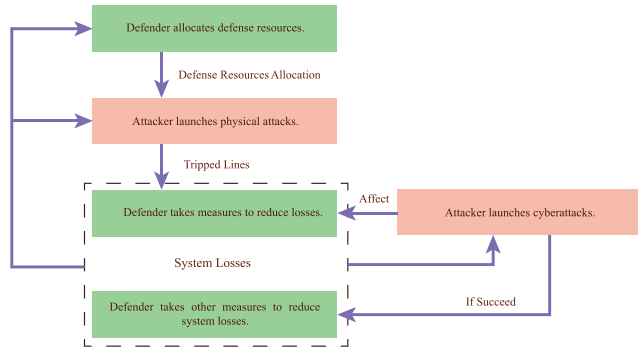 Defender allocates defense resources.
Defense Resources Allocation
Attacker launches physical attacks.
Tripped Lines
Defender takes measures to reduce losses.
Affect
Attacker launches cyberattacks.
System Losses
If Succeed
Defender takes other measures to reduce
system losses.